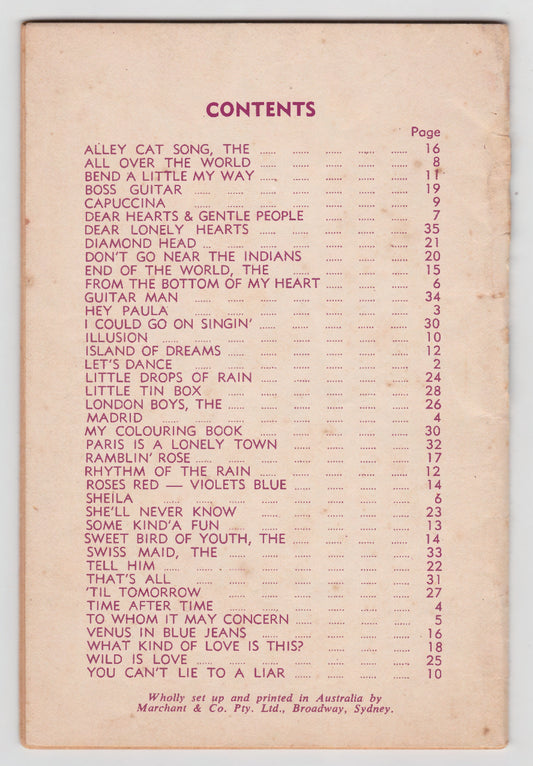 CONTENTS
Page
ALLEY CAT SONG, THE ...... ...... ...... ...... ...... 16
ALL OVER THE WORLD ...... ...... ...... ...... ...... 8
BEND A LITTLE MY WAY ...... ...... ...... ...... ...... 11
BOSS GUITAR ...... ...... ...... ...... ...... ...... 19
CAPUCCINA ...... ...... ...... ...... ...... ...... 9
DEAR HEARTS & GENTLE PEOPLE ...... ...... ...... 7
DEAR LONELY HEARTS ...... ...... ...... ...... ...... 35
DIAMOND HEAD ... ...... ...... ...... ...... ...... 21
DON'T GO NEAR THE INDIANS ...... ...... ...... 20
END OF THE WORLD, THE ...... ...... ...... ...... 15
FROM THE BOTTOM OF MY HEART ...... ...... ...... 6
GUITAR MAN ...... ...... ...... ...... ...... ...... 34
HEY PAULA ...... ...... ...... ...... ...... ...... 3
I COULD GO ON SINGIN' ...... ...... ...... ...... ...... 30
ILLUSION ...... ...... ...... ...... ...... ...... 10
ISLAND OF DREAMS ...... ...... ...... ...... ...... ...... 12
LET'S DANCE ...... ...... ...... ...... ...... ...... 2
LITTLE DROPS OF RAIN ...... ...... ...... ...... ...... 24
LITTLE TIN BOX ...... ...... ...... ...... ...... ...... 28
LONDON BOYS, THE ...... ...... ...... ...... ...... ...... 26
MADRID ...... ...... ...... ...... ...... ...... 4
MY COLOURING BOOK ...... ...... ...... ...... ...... 30
PARIS IS A LONELY TOWN ...... ...... ...... ...... 32
RAMBLIN' ROSE ...... ...... ...... ...... ...... ...... 17
RHYTHM OF THE RAIN ...... ...... ...... ...... ...... 12
ROSES RED — VIOLETS BLUE ...... ...... ...... ...... 14
SHEILA ...... ...... ...... ...... ...... ...... ...... 6
SHE'LL NEVER KNOW ...... ...... ...... ...... ...... 23
SOME KIND'A FUN ...... ...... ...... ...... ...... ...... 13
SWEET BIRD OF YOUTH, THE ...... ...... ...... ...... 14
SWISS MAID, THE ...... ...... ...... ...... ...... ...... 33
TELL HIM ...... ...... ...... ...... ...... ...... 22
THAT'S ALL ...... ...... ...... ...... ...... ...... 31
'TIL TOMORROW ...... ...... ...... ...... ...... ...... 27
TIME AFTER TIME ...... ...... ...... ...... ...... ...... 4
TO WHOM IT MAY CONCERN ...... ...... ...... ...... 5
VENUS IN BLUE JEANS ...... ...... ...... ...... ...... 16
WHAT KIND OF LOVE IS THIS? ...... ...... ...... 18
WILD IS LOVE ...... ...... ...... ...... ...... ...... 25
YOU CAN'T LIE TO A LIAR ...... ...... ...... ...... 10
Wholly set up and printed in Australia by
Marchant & Co. Pty. Ltd., Broadway, Sydney.